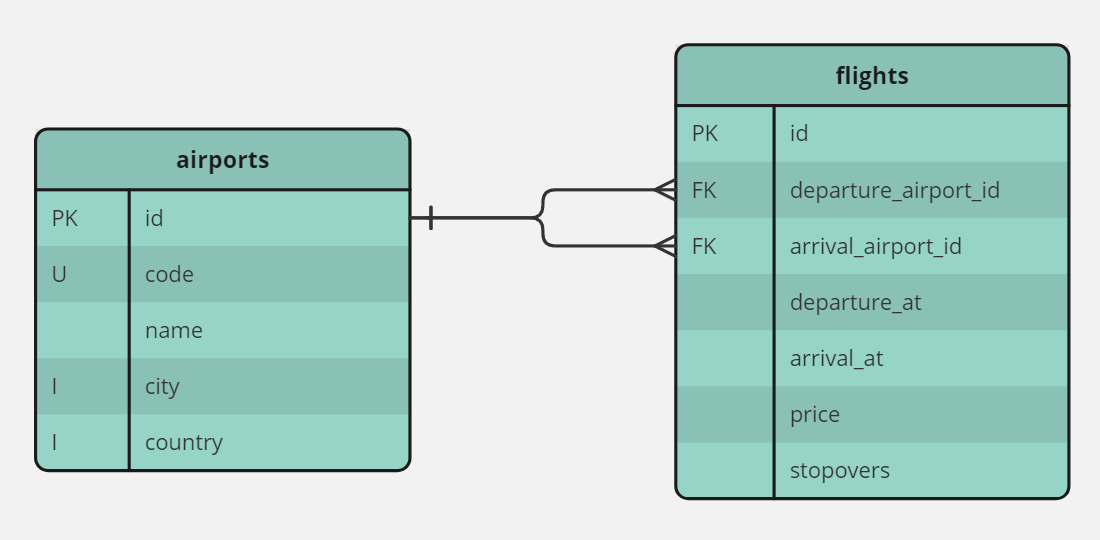 airports
PK id
U code
name
I city
I country
flights
PK id
FK departure_airport_id
FK arrival_airport_id
departure_at
arrival_at
price
stopovers